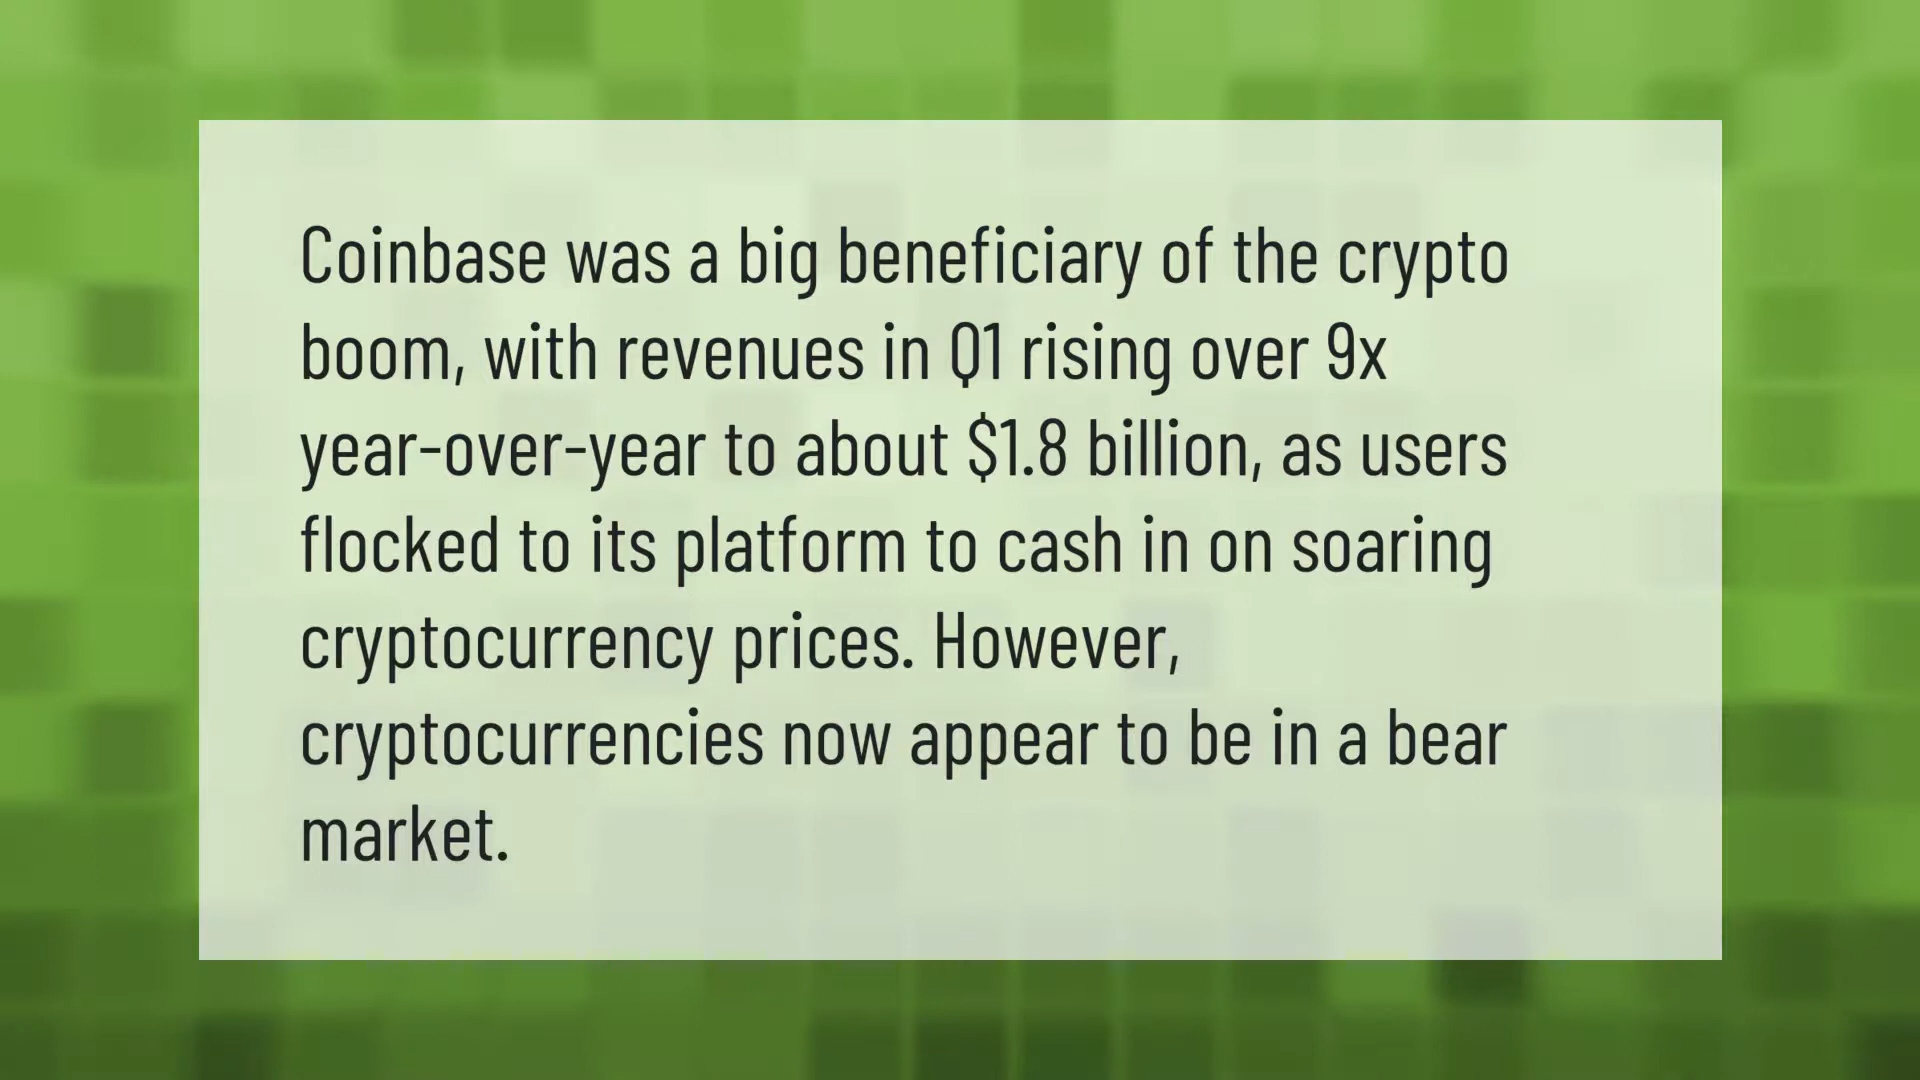 Coinbase was a big beneficiary of the crypto
boom, with revenues in Q1 rising over 9x
year-over-year to about $1.8 billion, as users
flocked to its platform to cash in on soaring
cryptocurrency prices. However,
cryptocurrencies now appear to be in a bear
market.